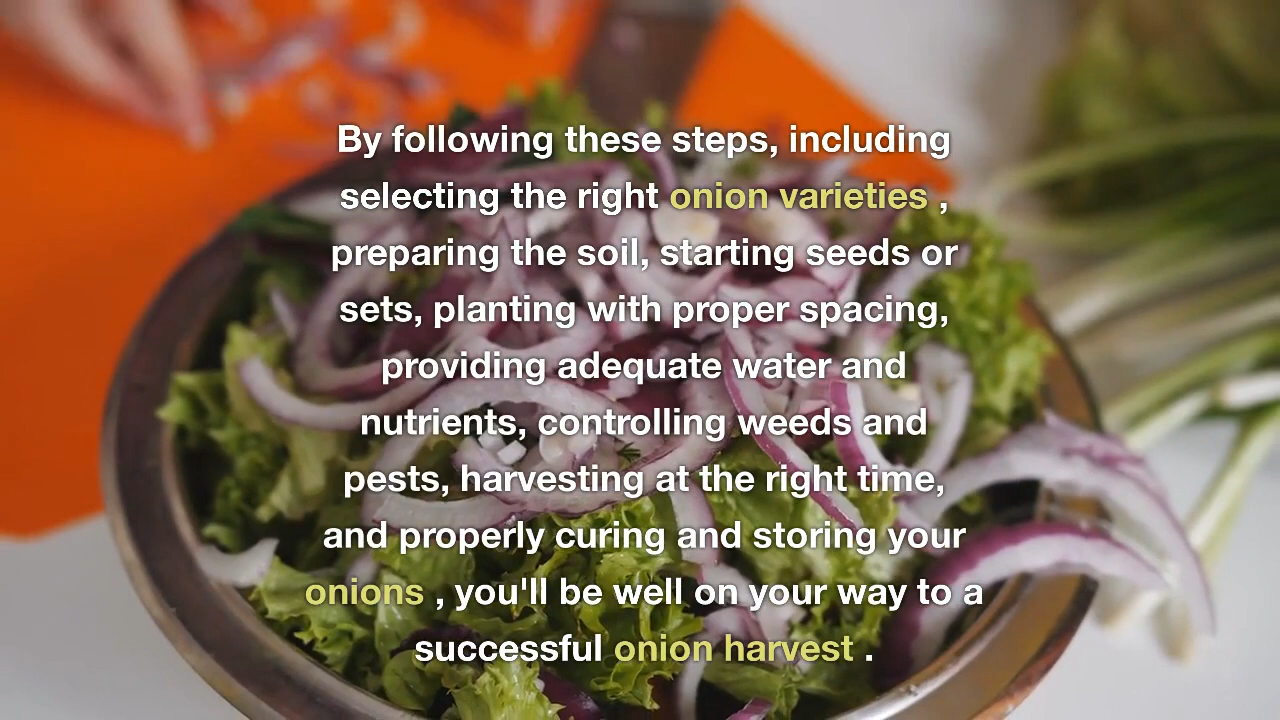 By following these steps, including
selecting the right onion varieties ,
preparing the soil, starting seeds or
sets, planting with proper spacing,
providing adequate water and
nutrients, controlling weeds and
pests, harvesting at the right time,
and properly curing and storing your
onions , you'll be well on your way to a
successful onion harvest .